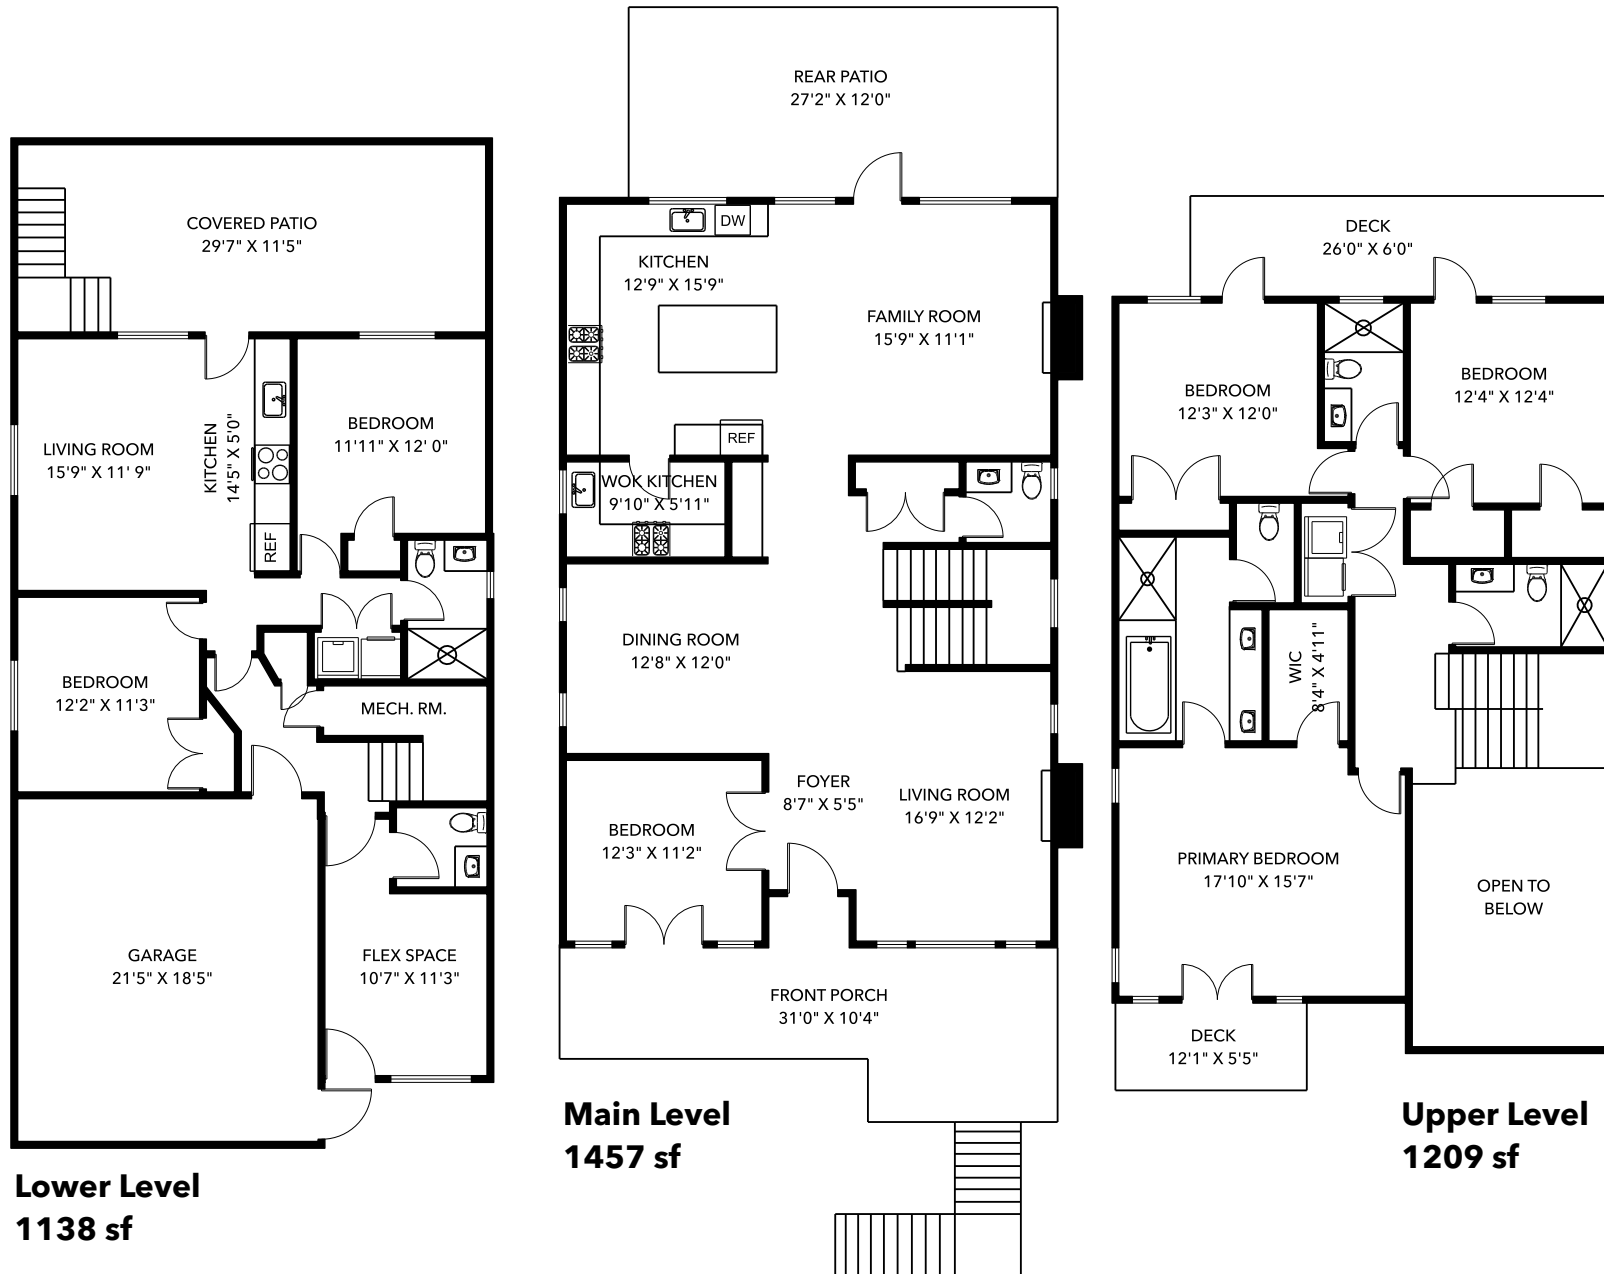 COVERED PATIO
29'7" X 11'5"
LIVING ROOM
15'9" X 11' 9"
KITCHEN
14'5" X 5'0"
REF
BEDROOM
11'11" X 12' 0"
BEDROOM
12'2" X 11'3"
MECH. RM.
GARAGE
21'5" X 18'5"
FLEX SPACE
10'7" X 11'3"
Lower Level
1138 sf
REAR PATIO
27'2" X 12'0"
DW
KITCHEN
12'9" X 15'9"
FAMILY ROOM
15'9" X 11'1"
REF
WOK KITCHEN
9'10" X 5'11"
DINING ROOM
12'8" X 12'0"
FOYER
8'7" X 5'5"
LIVING ROOM
16'9" X 12'2"
BEDROOM
12'3" X 11'2"
FRONT PORCH
31'0" X 10'4"
Main Level
1457 sf
DECK
26'0" X 6'0"
BEDROOM
12'3" X 12'0"
BEDROOM
12'4" X 12'4"
WIC
8'4" X 4'11"
PRIMARY BEDROOM
17'10" X 15'7"
OPEN TO
BELOW
DECK
12'1" X 5'5"
Upper Level
1209 sf